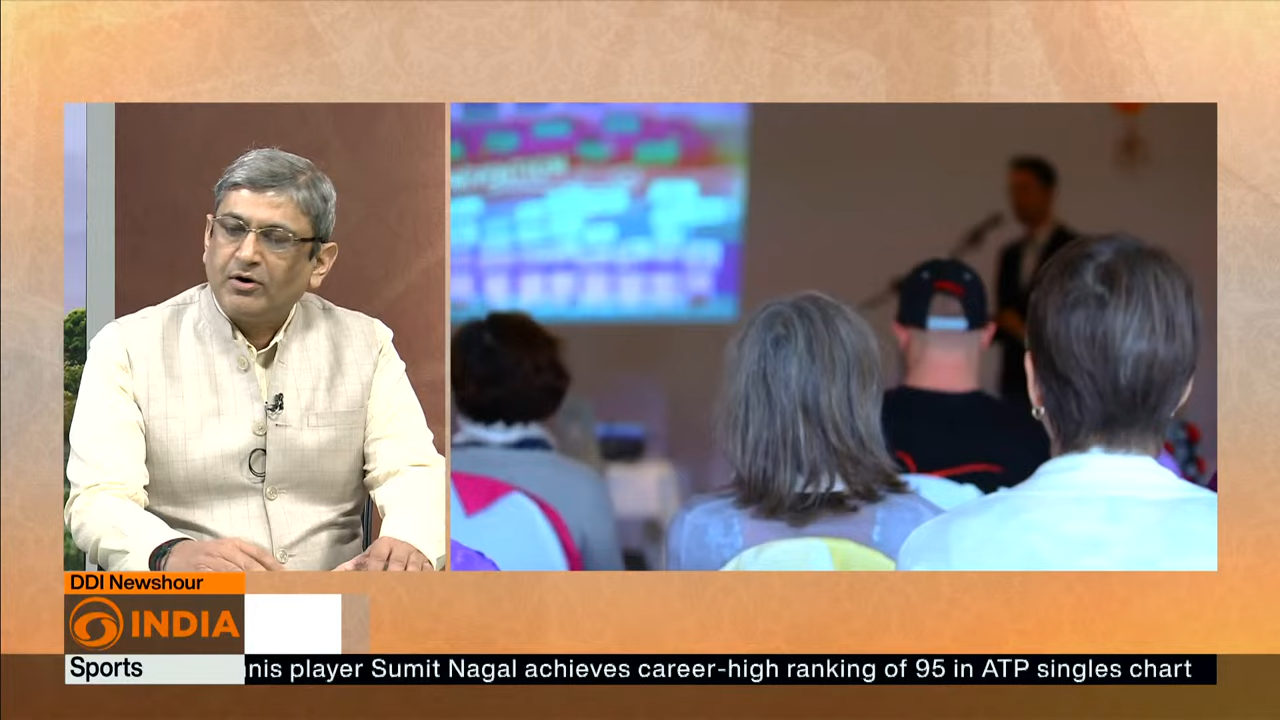 DDI Newshour
INDIA
Sports
nis player Sumit Nagal achieves career-high ranking of 95 in ATP singles chart